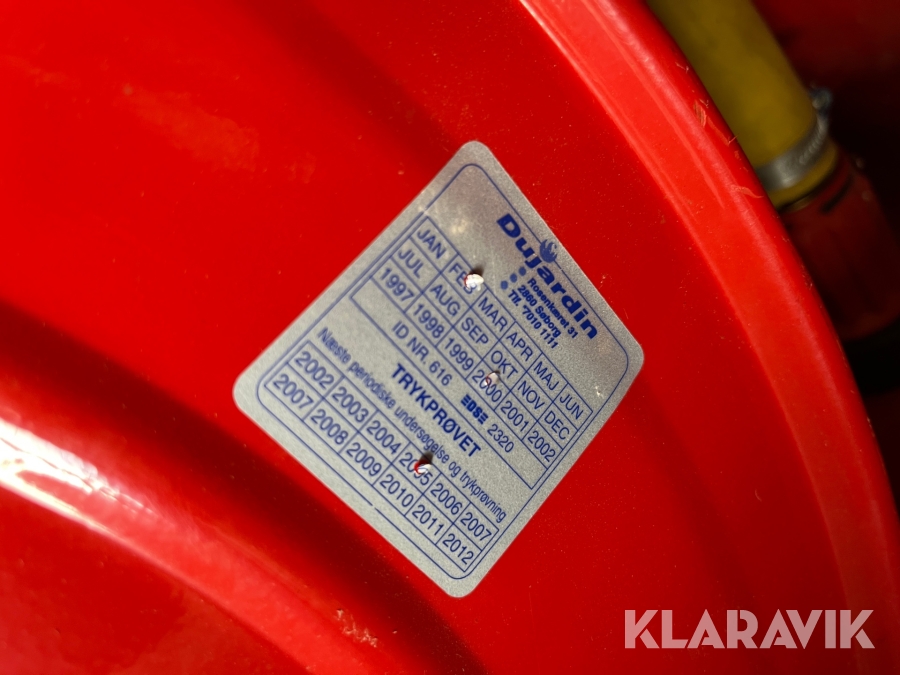 Dujardin
Rosenkæret 31
2860 Søborg
Tlf. 7010 1111
JAN FEB MAR APR MAJ JUN
JUL AUG SEP OKT NOV DEC
1997 1998 1999 2000 2001 2002
ID NR. 616 EDSE 2320
TRYKPRØVET
Næste periodiske undersøgelse og trykprøvning
2002 2003 2004 2005 2006 2007
2007 2008 2009 2010 2011 2012
KLARAVIK